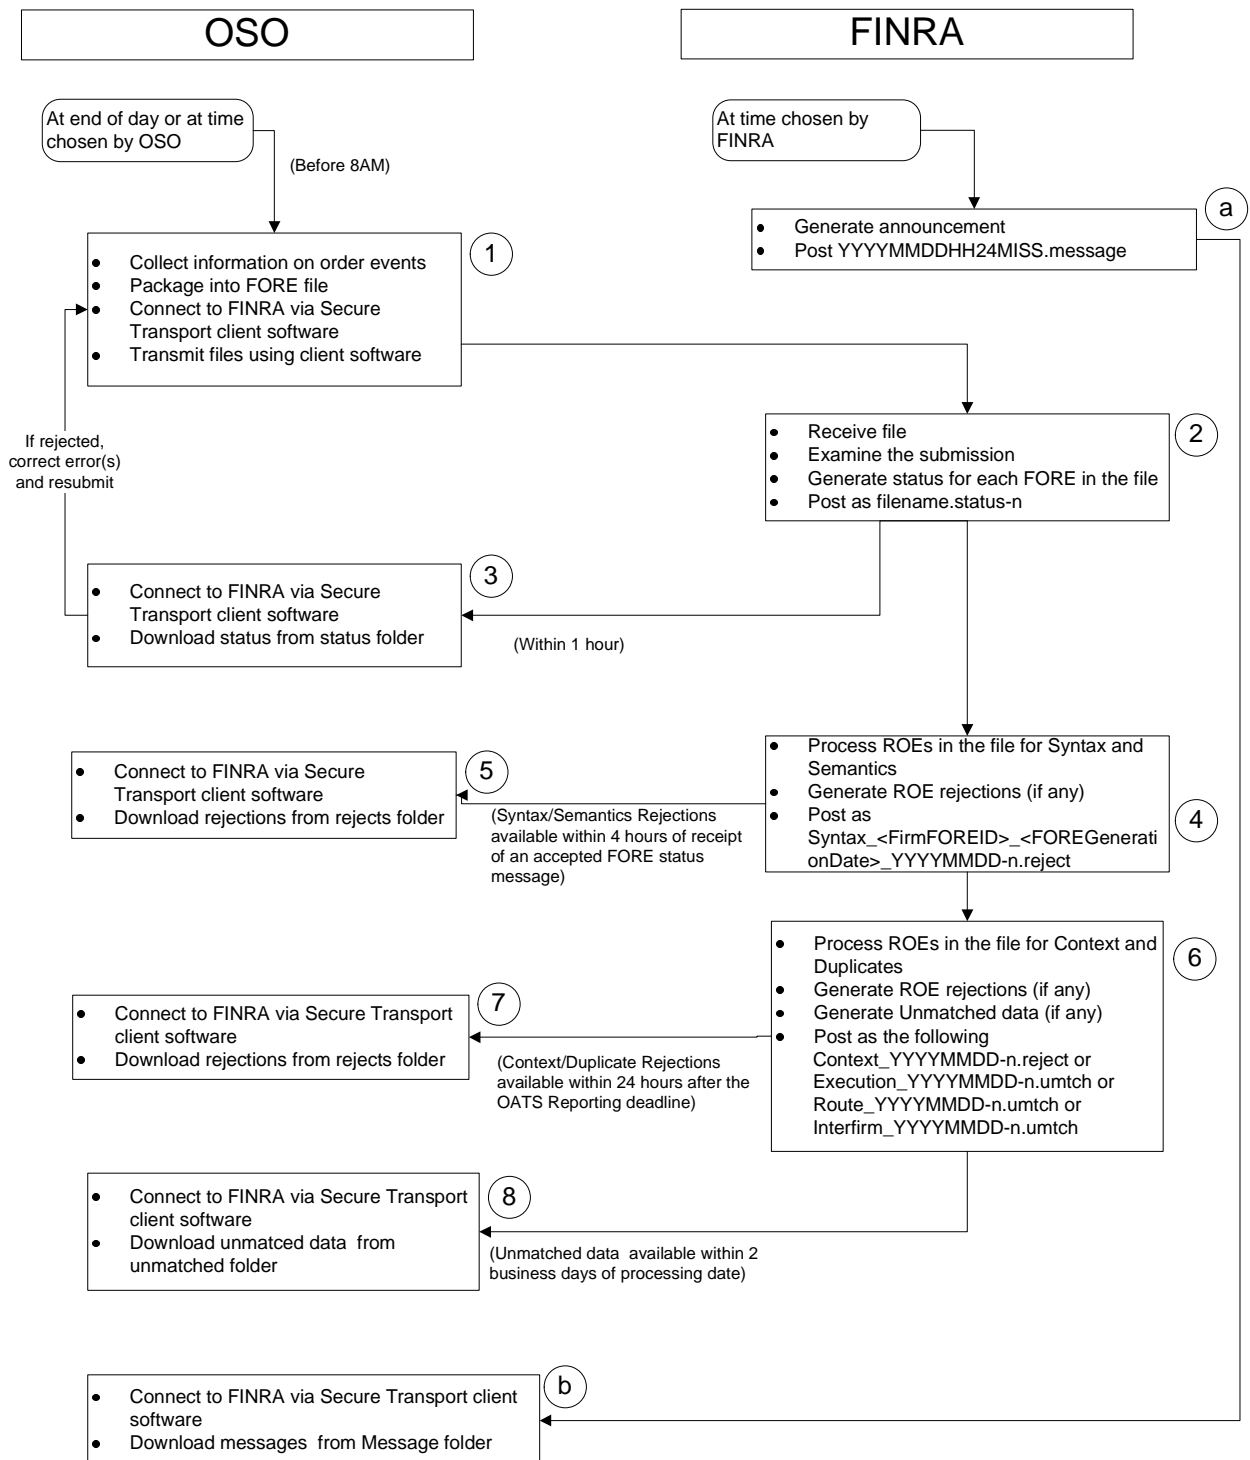 OSO
FINRA
At end of day or at time
chosen by OSO
(Before 8AM)
At time chosen by
FINRA
a
• Generate announcement
• Post YYYYMMDDHH24MISS.message
1
• Collect information on order events
• Package into FORE file
• Connect to FINRA via Secure
Transport client software
• Transmit files using client software
2
• Receive file
• Examine the submission
• Generate status for each FORE in the file
• Post as filename.status-n
If rejected,
correct error(s)
and resubmit
3
• Connect to FINRA via Secure
Transport client software
• Download status from status folder
(Within 1 hour)
4
• Process ROEs in the file for Syntax and
Semantics
• Generate ROE rejections (if any)
• Post as
Syntax_<FirmFOREID>_<FOREGenerati
onDate>_YYYYMMDD-n.reject
5
• Connect to FINRA via Secure
Transport client software
• Download rejections from rejects folder
(Syntax/Semantics Rejections
available within 4 hours of receipt
of an accepted FORE status
message)
6
• Process ROEs in the file for Context and
Duplicates
• Generate ROE rejections (if any)
• Generate Unmatched data (if any)
• Post as the following
Context_YYYYMMDD-n.reject or
Execution_YYYYMMDD-n.umtch or
Route_YYYYMMDD-n.umtch or
Interfirm_YYYYMMDD-n.umtch
7
• Connect to FINRA via Secure Transport
client software
• Download rejections from rejects folder
(Context/Duplicate Rejections
available within 24 hours after the
OATS Reporting deadline)
8
• Connect to FINRA via Secure Transport
client software
• Download unmatced data from
unmatched folder
(Unmatched data available within 2
business days of processing date)
b
• Connect to FINRA via Secure Transport client
software
• Download messages from Message folder